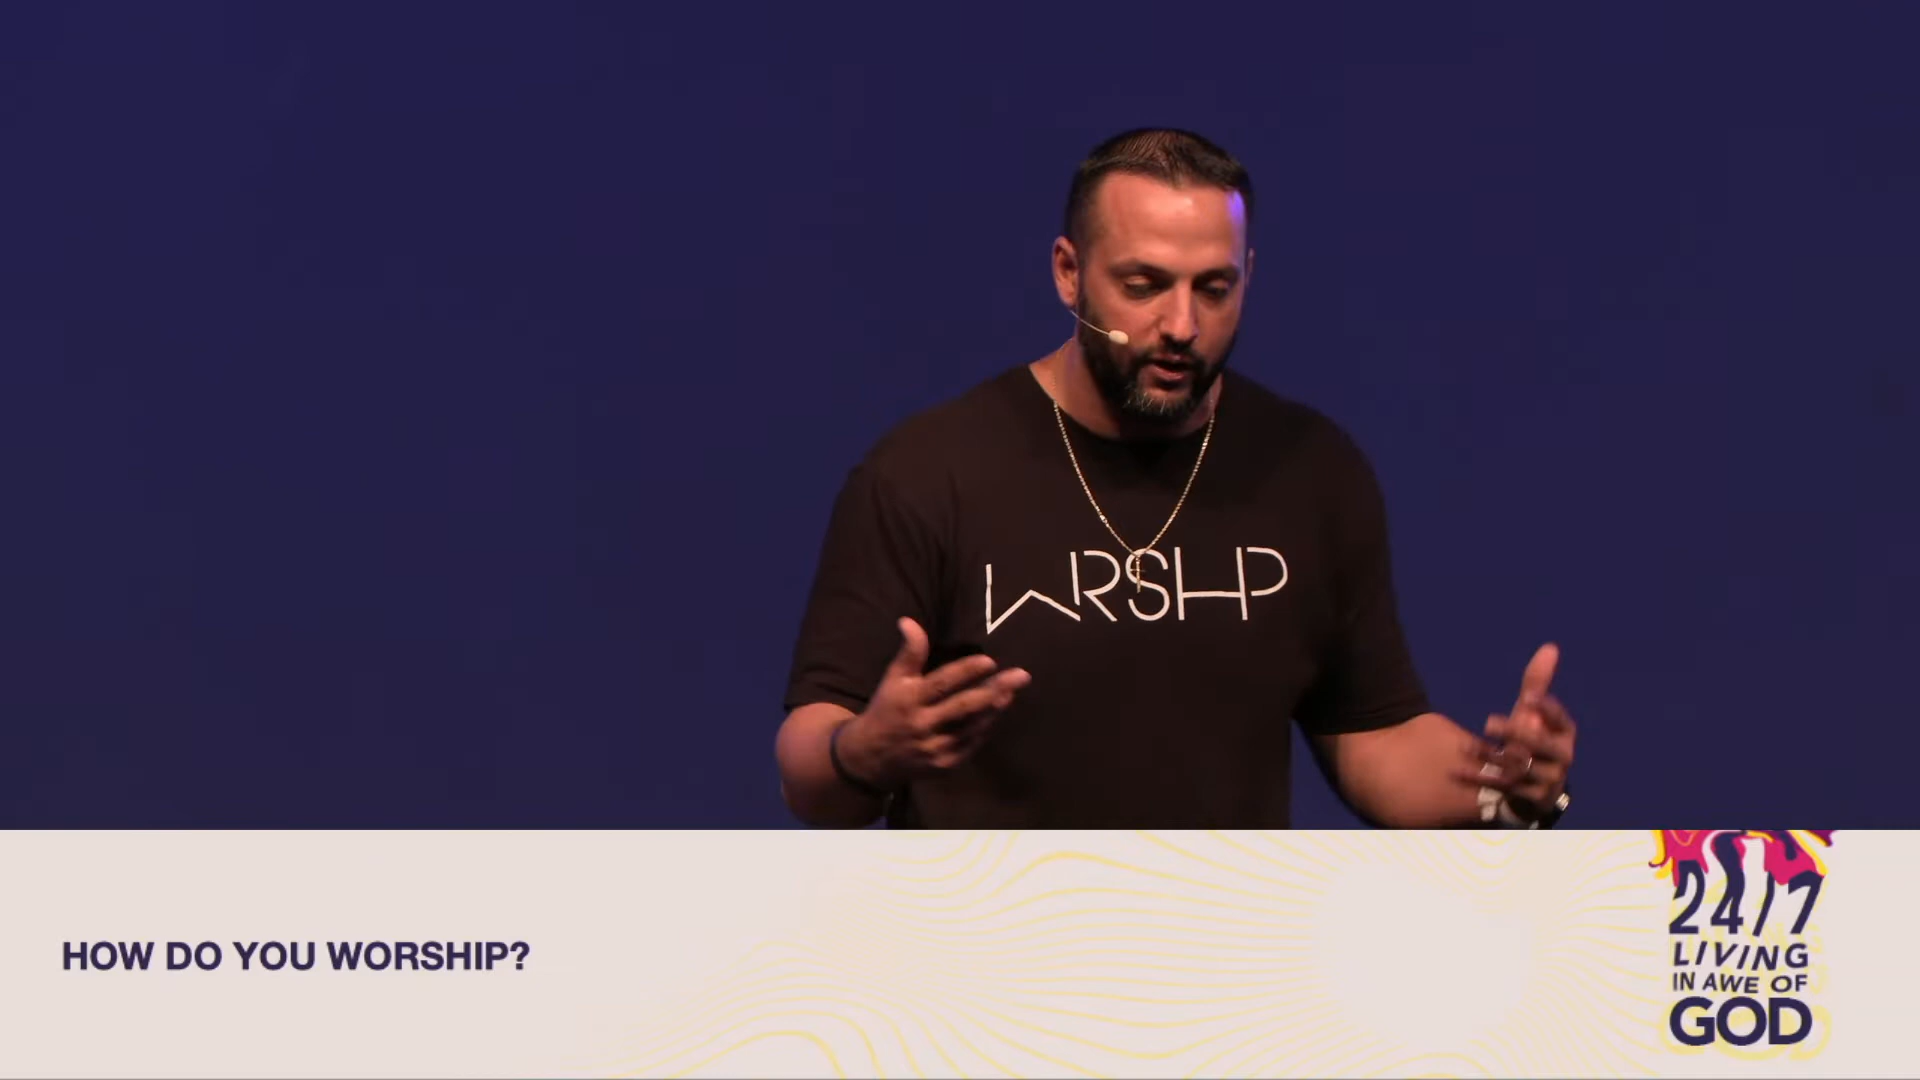 WRSHP
HOW DO YOU WORSHIP?
24/7
LIVING
IN AWE OF
GOD